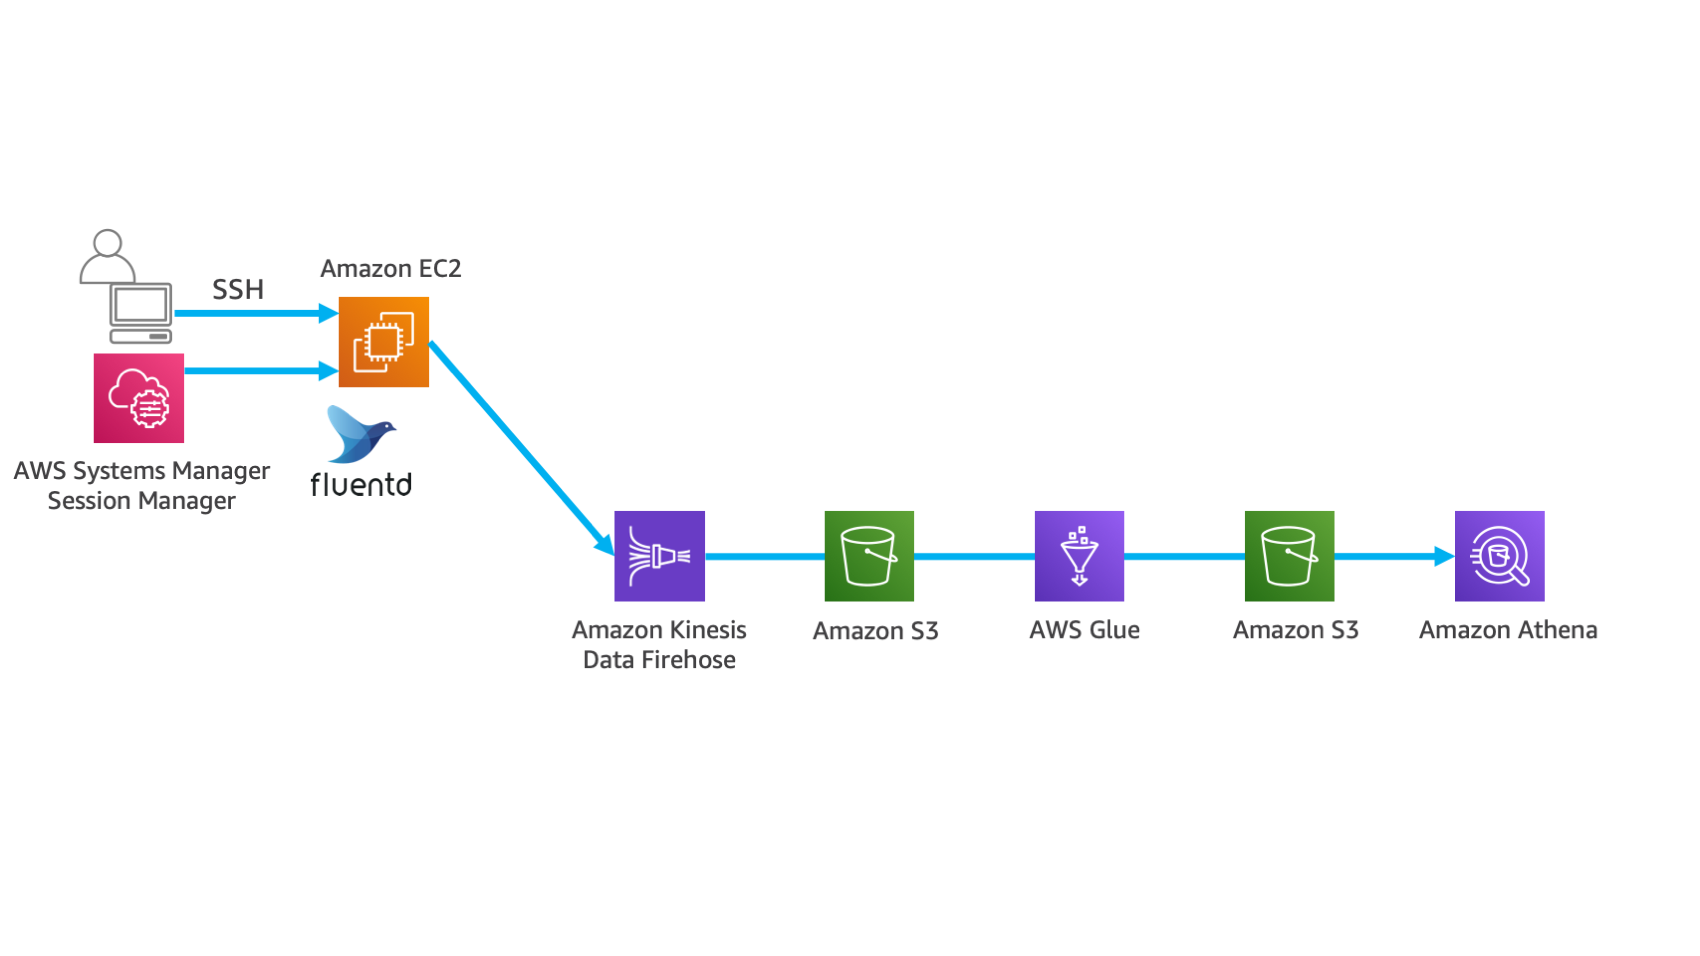 SSH
Amazon EC2
AWS Systems Manager
Session Manager
fluentd
Amazon Kinesis
Data Firehose
Amazon S3
AWS Glue
Amazon S3
Amazon Athena